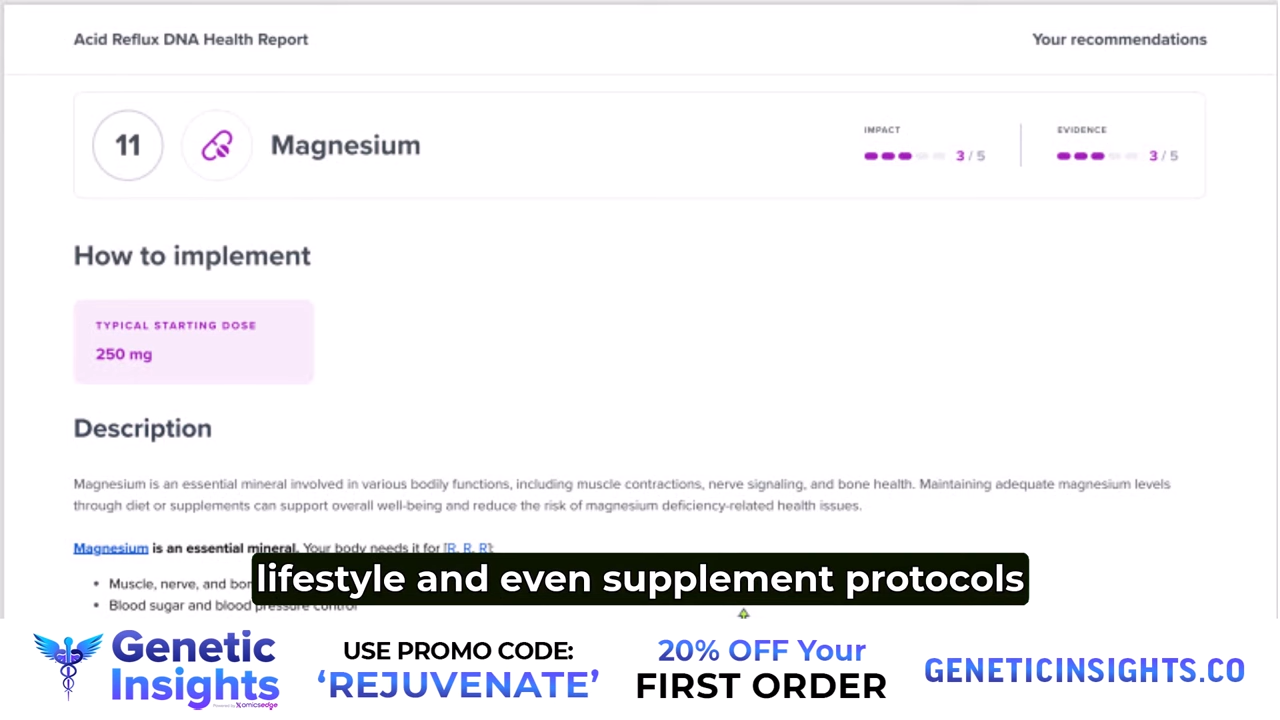 Acid Reflux DNA Health Report
Your recommendations
11
Magnesium
IMPACT
3 / 5
EVIDENCE
3 / 5
How to implement
TYPICAL STARTING DOSE
250 mg
Description
Magnesium is an essential mineral involved in various bodily functions, including muscle contractions, nerve signaling, and bone health. Maintaining adequate magnesium levels
through diet or supplements can support overall well-being and reduce the risk of magnesium deficiency-related health issues.
Magnesium is an essential mineral. Your body needs it for [R, R, R]:
• Muscle, nerve, and
• Blood sugar and blood pressure control
lifestyle and even supplement protocols
Genetic
Insights
Powered by Xomicsedge
USE PROMO CODE:
‘REJUVENATE’
20% OFF Your
FIRST ORDER
GENETICINSIGHTS.CO